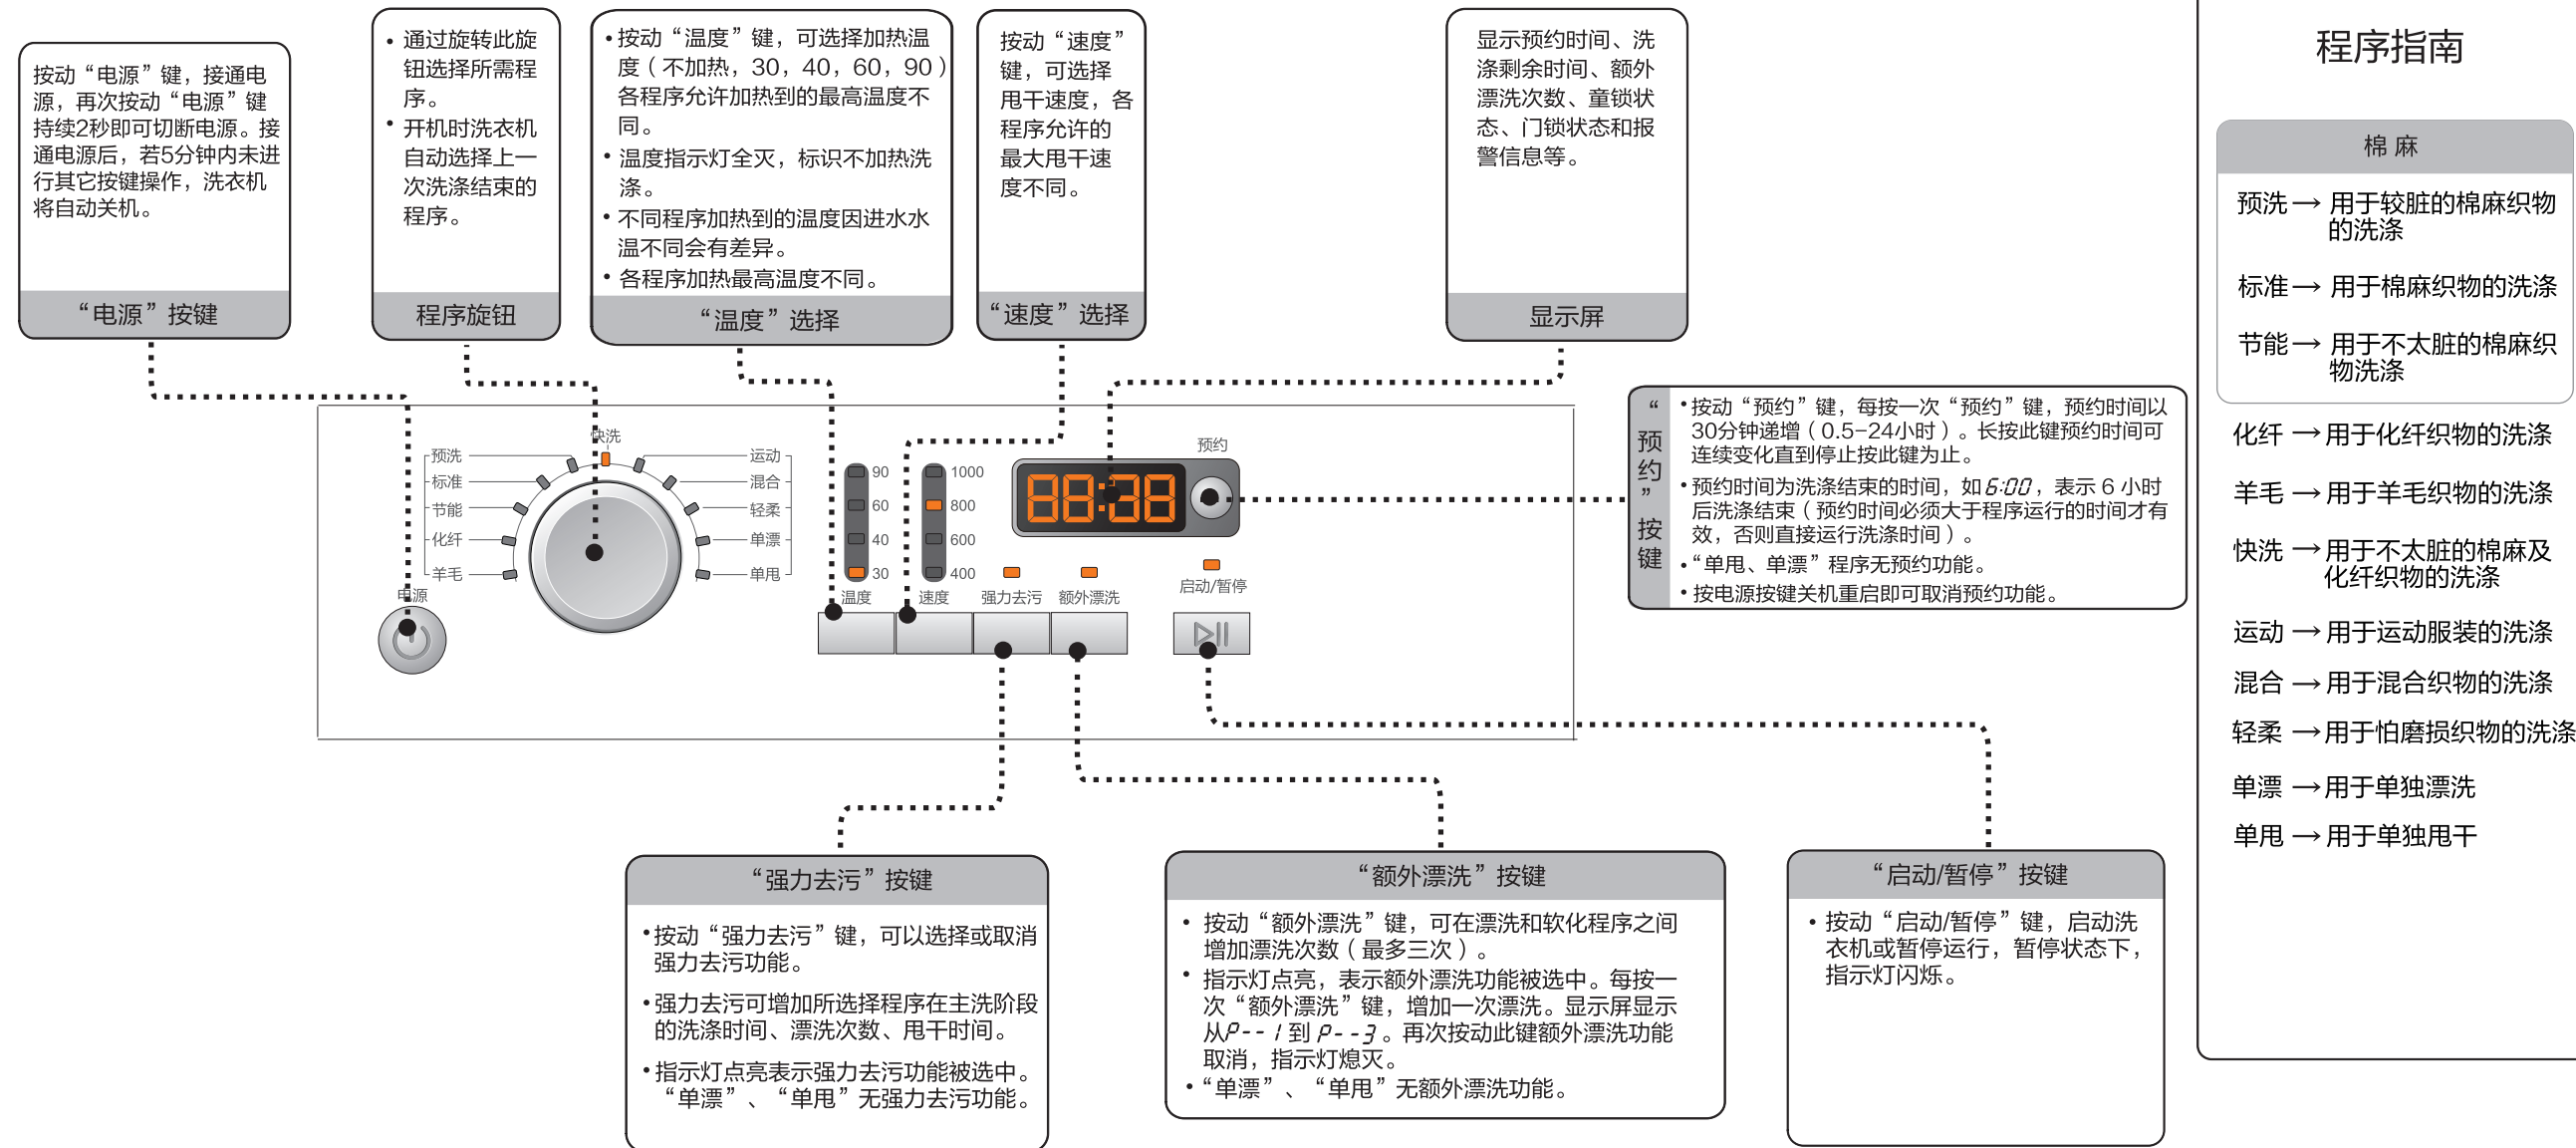 按动“电源”键，接通电
源，再次按动“电源”键
持续2秒即可切断电源。接
通电源后，若5分钟内未进
行其它按键操作，洗衣机
将自动关机。
“电源”按键
• 通过旋转此旋
钮选择所需程
序。
• 开机时洗衣机
自动选择上一
次洗涤结束的
程序。
程序旋钮
• 按动“温度”键，可选择加热温
度（不加热，30，40，60，90）
各程序允许加热到的最高温度不
同。
• 温度指示灯全灭，标识不加热洗
涤。
• 不同程序加热到的温度因进水水
温不同会有差异。
• 各程序加热最高温度不同。
“温度”选择
按动“速度”
键，可选择
甩干速度，各
程序允许的
最大甩干速
度不同。
“速度”选择
显示预约时间、洗
涤剩余时间、额外
漂洗次数、童锁状
态、门锁状态和报
警信息等。
显示屏
“预约”按键
• 按动“预约”键，每按一次“预约”键，预约时间以
30分钟递增（0.5-24小时）。长按此键预约时间可
连续变化直到停止按此键为止。
• 预约时间为洗涤结束的时间，如6:00，表示 6 小时
后洗涤结束（预约时间必须大于程序运行的时间才有
效，否则直接运行洗涤时间）。
• “单甩、单漂”程序无预约功能。
• 按电源按键关机重启即可取消预约功能。
快洗
预洗
标准
节能
化纤
羊毛
运动
混合
轻柔
单漂
单甩
电源
90
60
40
30
温度
1000
800
600
400
速度
强力去污
额外漂洗
88:38
预约
启动/暂停
“强力去污”按键
• 按动“强力去污”键，可以选择或取消
强力去污功能。
• 强力去污可增加所选择程序在主洗阶段
的洗涤时间、漂洗次数、甩干时间。
• 指示灯点亮表示强力去污功能被选中。
“单漂”、“单甩”无强力去污功能。
“额外漂洗”按键
• 按动“额外漂洗”键，可在漂洗和软化程序之间
增加漂洗次数（最多三次）。
• 指示灯点亮，表示额外漂洗功能被选中。每按一
次“额外漂洗”键，增加一次漂洗。显示屏显示
从P--1到P--3。再次按动此键额外漂洗功能
取消，指示灯熄灭。
• “单漂”、“单甩”无额外漂洗功能。
“启动/暂停”按键
• 按动“启动/暂停”键，启动洗
衣机或暂停运行，暂停状态下，
指示灯闪烁。
程序指南
棉 麻
预洗→ 用于较脏的棉麻织物
的洗涤
标准→ 用于棉麻织物的洗涤
节能→ 用于不太脏的棉麻织
物洗涤
化纤→用于化纤织物的洗涤
羊毛→用于羊毛织物的洗涤
快洗→用于不太脏的棉麻及
化纤织物的洗涤
运动→用于运动服装的洗涤
混合→用于混合织物的洗涤
轻柔→用于怕磨损织物的洗涤
单漂→用于单独漂洗
单甩→用于单独甩干